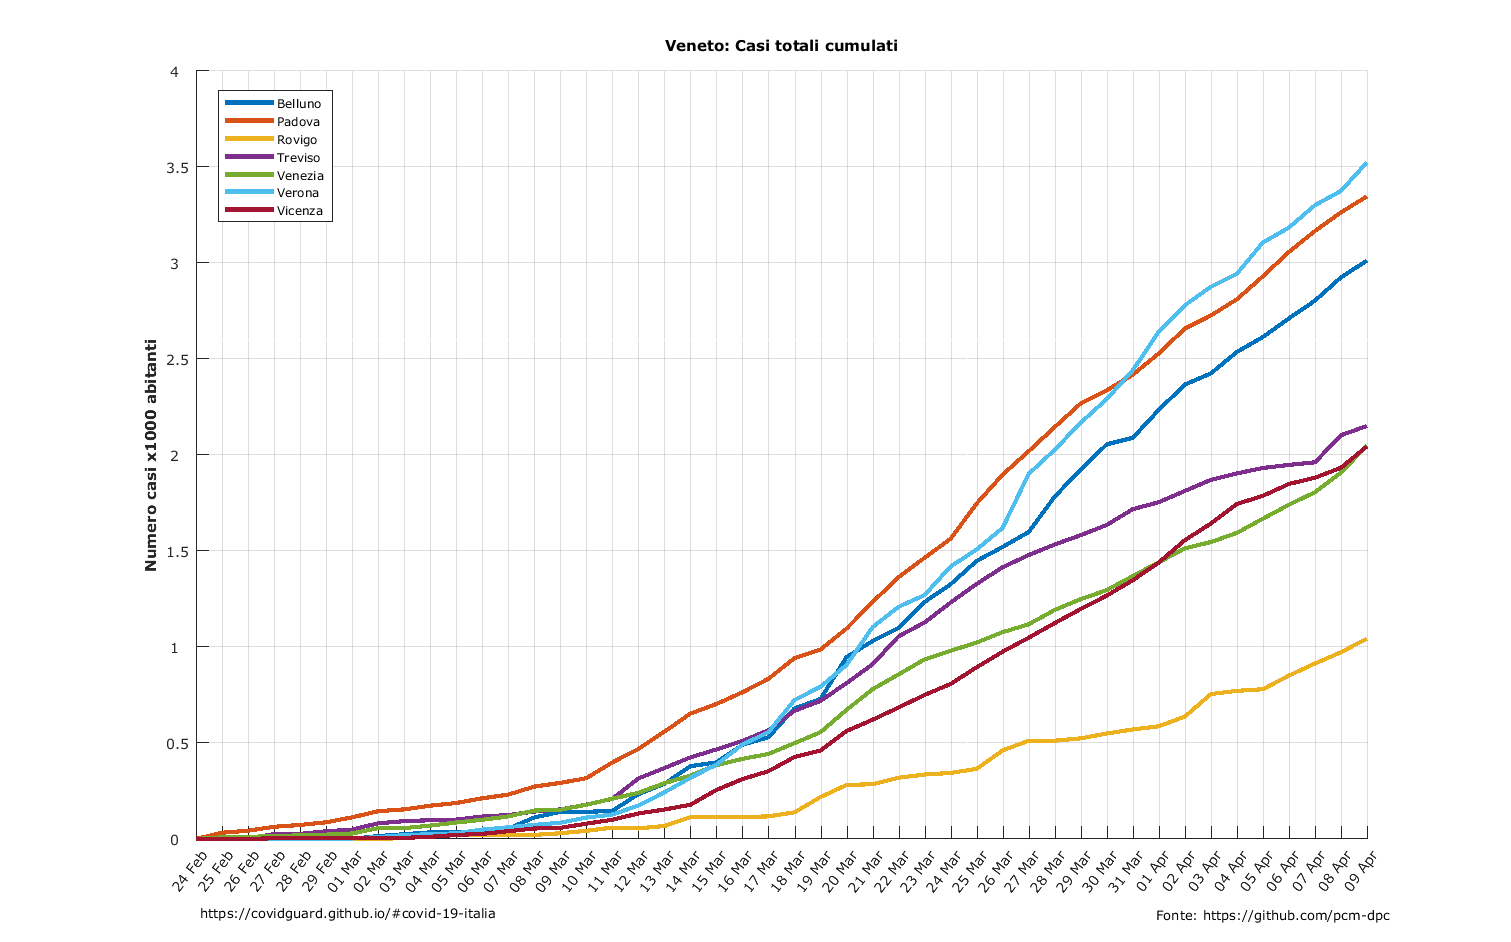 Veneto: Casi totali cumulati
Numero casi x1000 abitanti
4
3.5
3
2.5
2
1.5
1
0.5
0
Belluno
Padova
Rovigo
Treviso
Venezia
Verona
Vicenza
24 Feb
25 Feb
26 Feb
27 Feb
28 Feb
29 Feb
01 Mar
02 Mar
03 Mar
04 Mar
05 Mar
06 Mar
07 Mar
08 Mar
09 Mar
10 Mar
11 Mar
12 Mar
13 Mar
14 Mar
15 Mar
16 Mar
17 Mar
18 Mar
19 Mar
20 Mar
21 Mar
22 Mar
23 Mar
24 Mar
25 Mar
26 Mar
27 Mar
28 Mar
29 Mar
30 Mar
31 Mar
01 Apr
02 Apr
03 Apr
04 Apr
05 Apr
06 Apr
07 Apr
08 Apr
09 Apr
https://covidguard.github.io/#covid-19-italia
Fonte: https://github.com/pcm-dpc